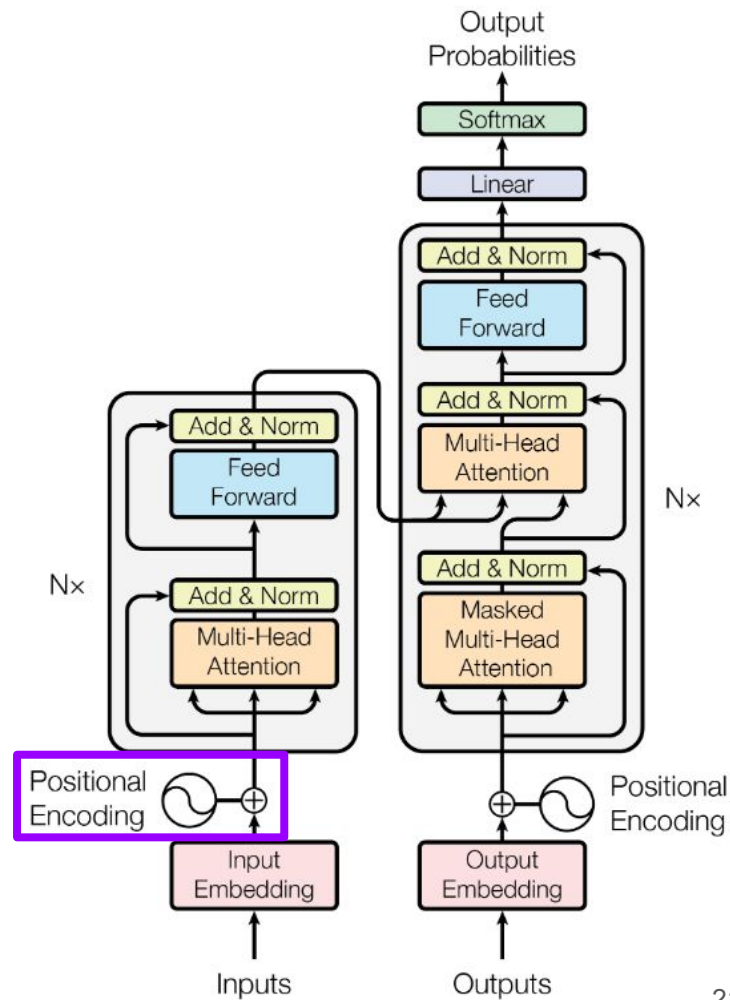 Output
Probabilities
Softmax
Linear
Add & Norm
Feed
Forward
Add & Norm
Multi-Head
Attention
Add & Norm
Masked
Multi-Head
Attention
N×
Add & Norm
Feed
Forward
Add & Norm
Multi-Head
Attention
N×
Positional
Encoding
Positional
Encoding
Input
Embedding
Output
Embedding
Inputs
Outputs